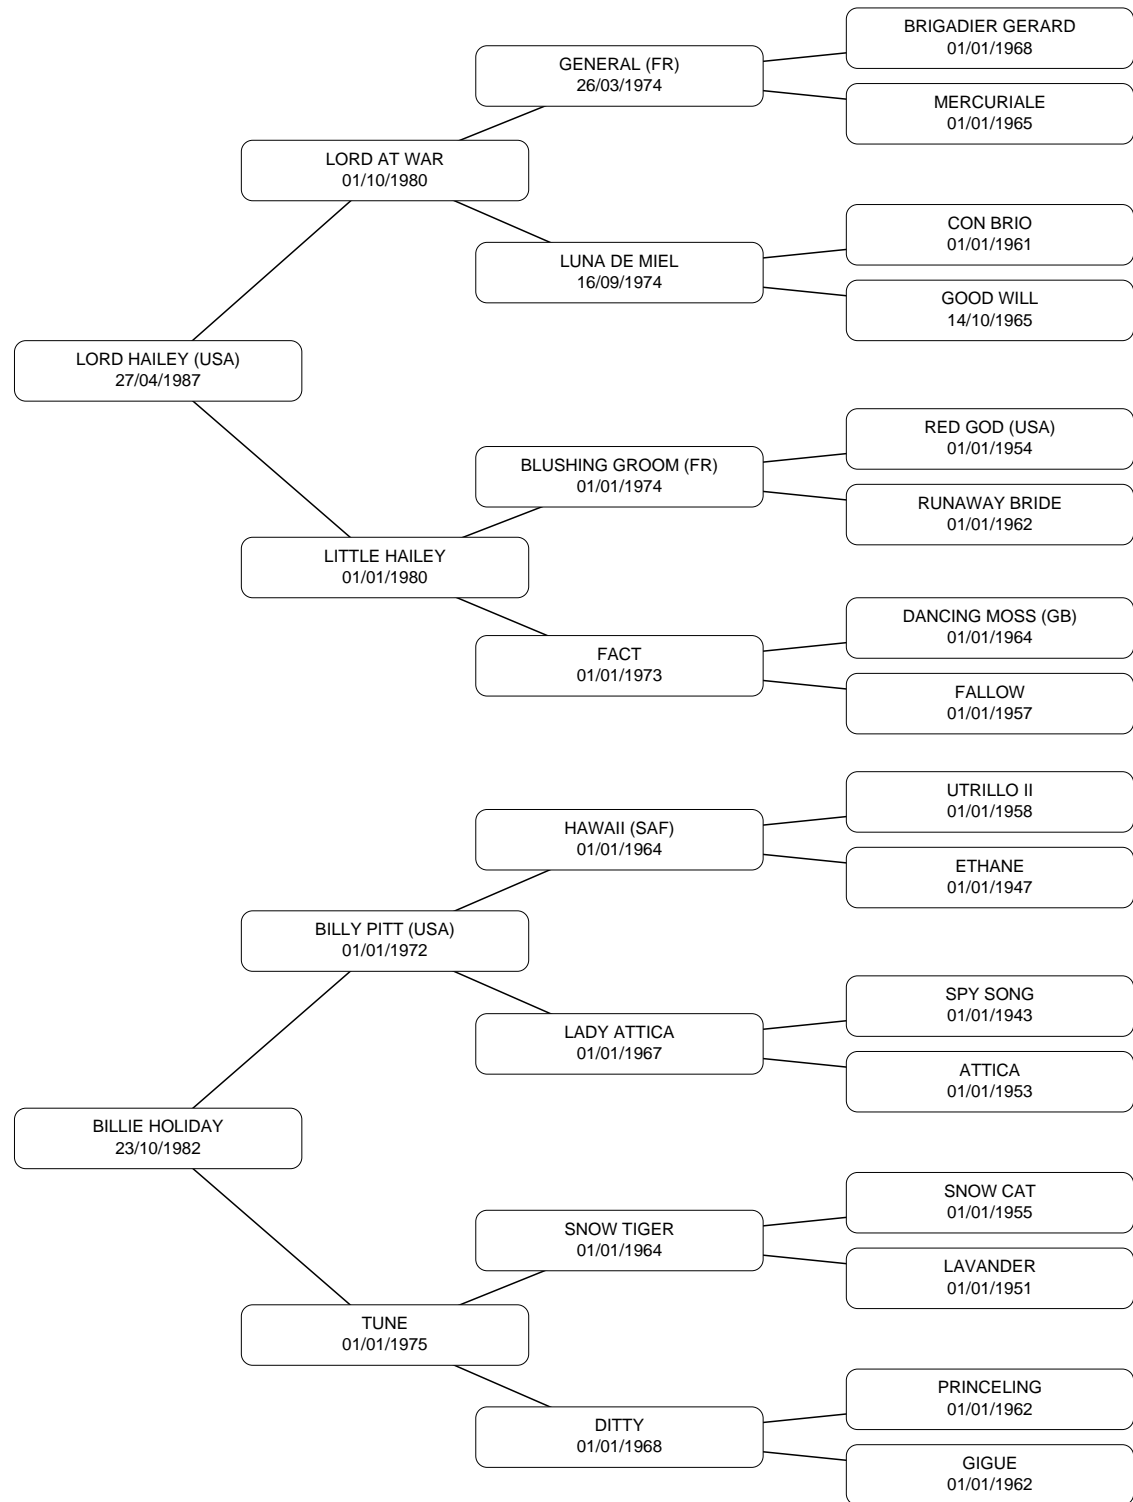 BRIGADIER GERARD
01/01/1968
GENERAL (FR)
26/03/1974
MERCURIALE
01/01/1965
LORD AT WAR
01/10/1980
CON BRIO
01/01/1961
LUNA DE MIEL
16/09/1974
GOOD WILL
14/10/1965
LORD HAILEY (USA)
27/04/1987
RED GOD (USA)
01/01/1954
BLUSHING GROOM (FR)
01/01/1974
RUNAWAY BRIDE
01/01/1962
LITTLE HAILEY
01/01/1980
DANCING MOSS (GB)
01/01/1964
FACT
01/01/1973
FALLOW
01/01/1957
UTRILLO II
01/01/1958
HAWAII (SAF)
01/01/1964
ETHANE
01/01/1947
BILLY PITT (USA)
01/01/1972
SPY SONG
01/01/1943
LADY ATTICA
01/01/1967
ATTICA
01/01/1953
BILLIE HOLIDAY
23/10/1982
SNOW CAT
01/01/1955
SNOW TIGER
01/01/1964
LAVANDER
01/01/1951
TUNE
01/01/1975
PRINCELING
01/01/1962
DITTY
01/01/1968
GIGUE
01/01/1962